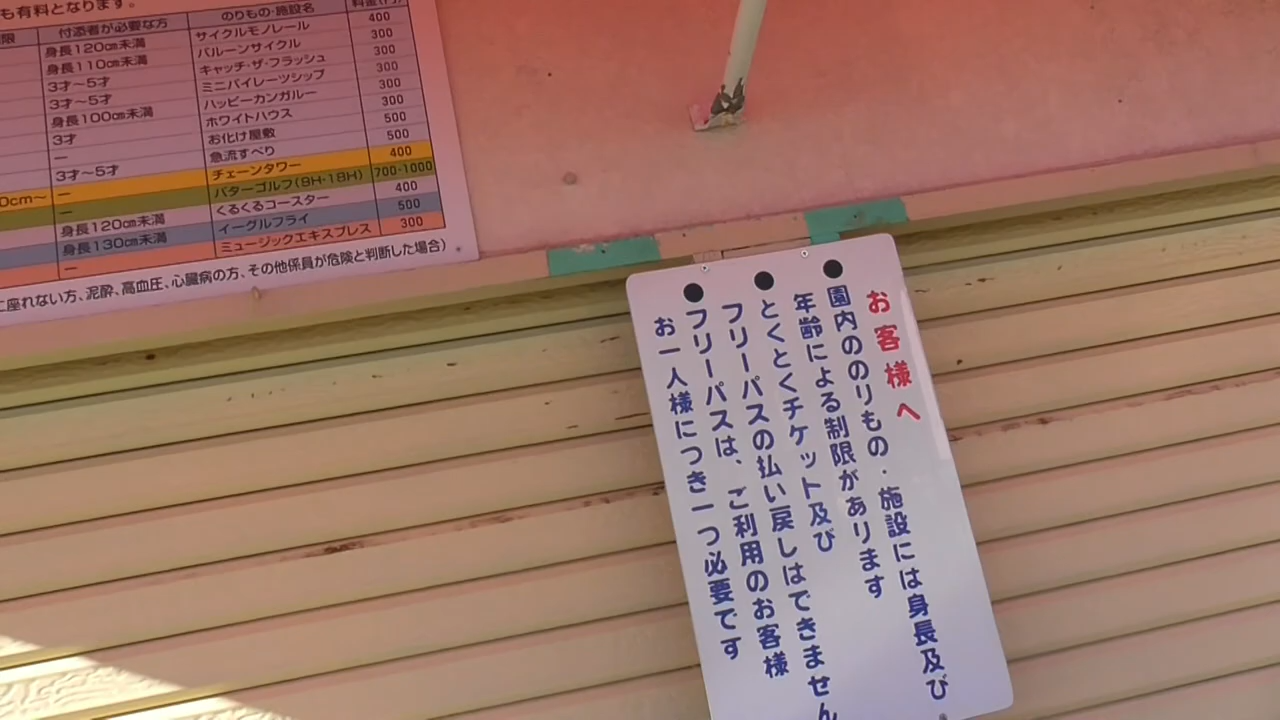 も有料となります。
限 付添者が必要な方 のりもの・施設名 料金(円)
身長120cm未満 サイクルモノレール 400
身長110cm未満 バルーンサイクル 300
3才～5才 キャッチ・ザ・フラッシュ 300
3才～5才 ミニパイレーツシップ 300
身長100cm未満 ハッピーカンガルー 300
3才 ホワイトハウス 300
― お化け屋敷 500
3才～5才 急流すべり 500
0cm～ ― チェーンタワー 400
― パターゴルフ(9H・18H) 700-1000
身長120cm未満 くるくるコースター 400
身長130cm未満 イーグルフライ 500
― ミュージックエキスプレス 300
に座れない方、泥酔、高血圧、心臓病の方、その他係員が危険と判断した場合)
お客様へ
●園内ののりもの・施設には身長及び
年齢による制限があります
●とくとくチケット及び
フリーパスの払い戻しはできません
●フリーパスは、ご利用のお客様
お一人様につき一つ必要です